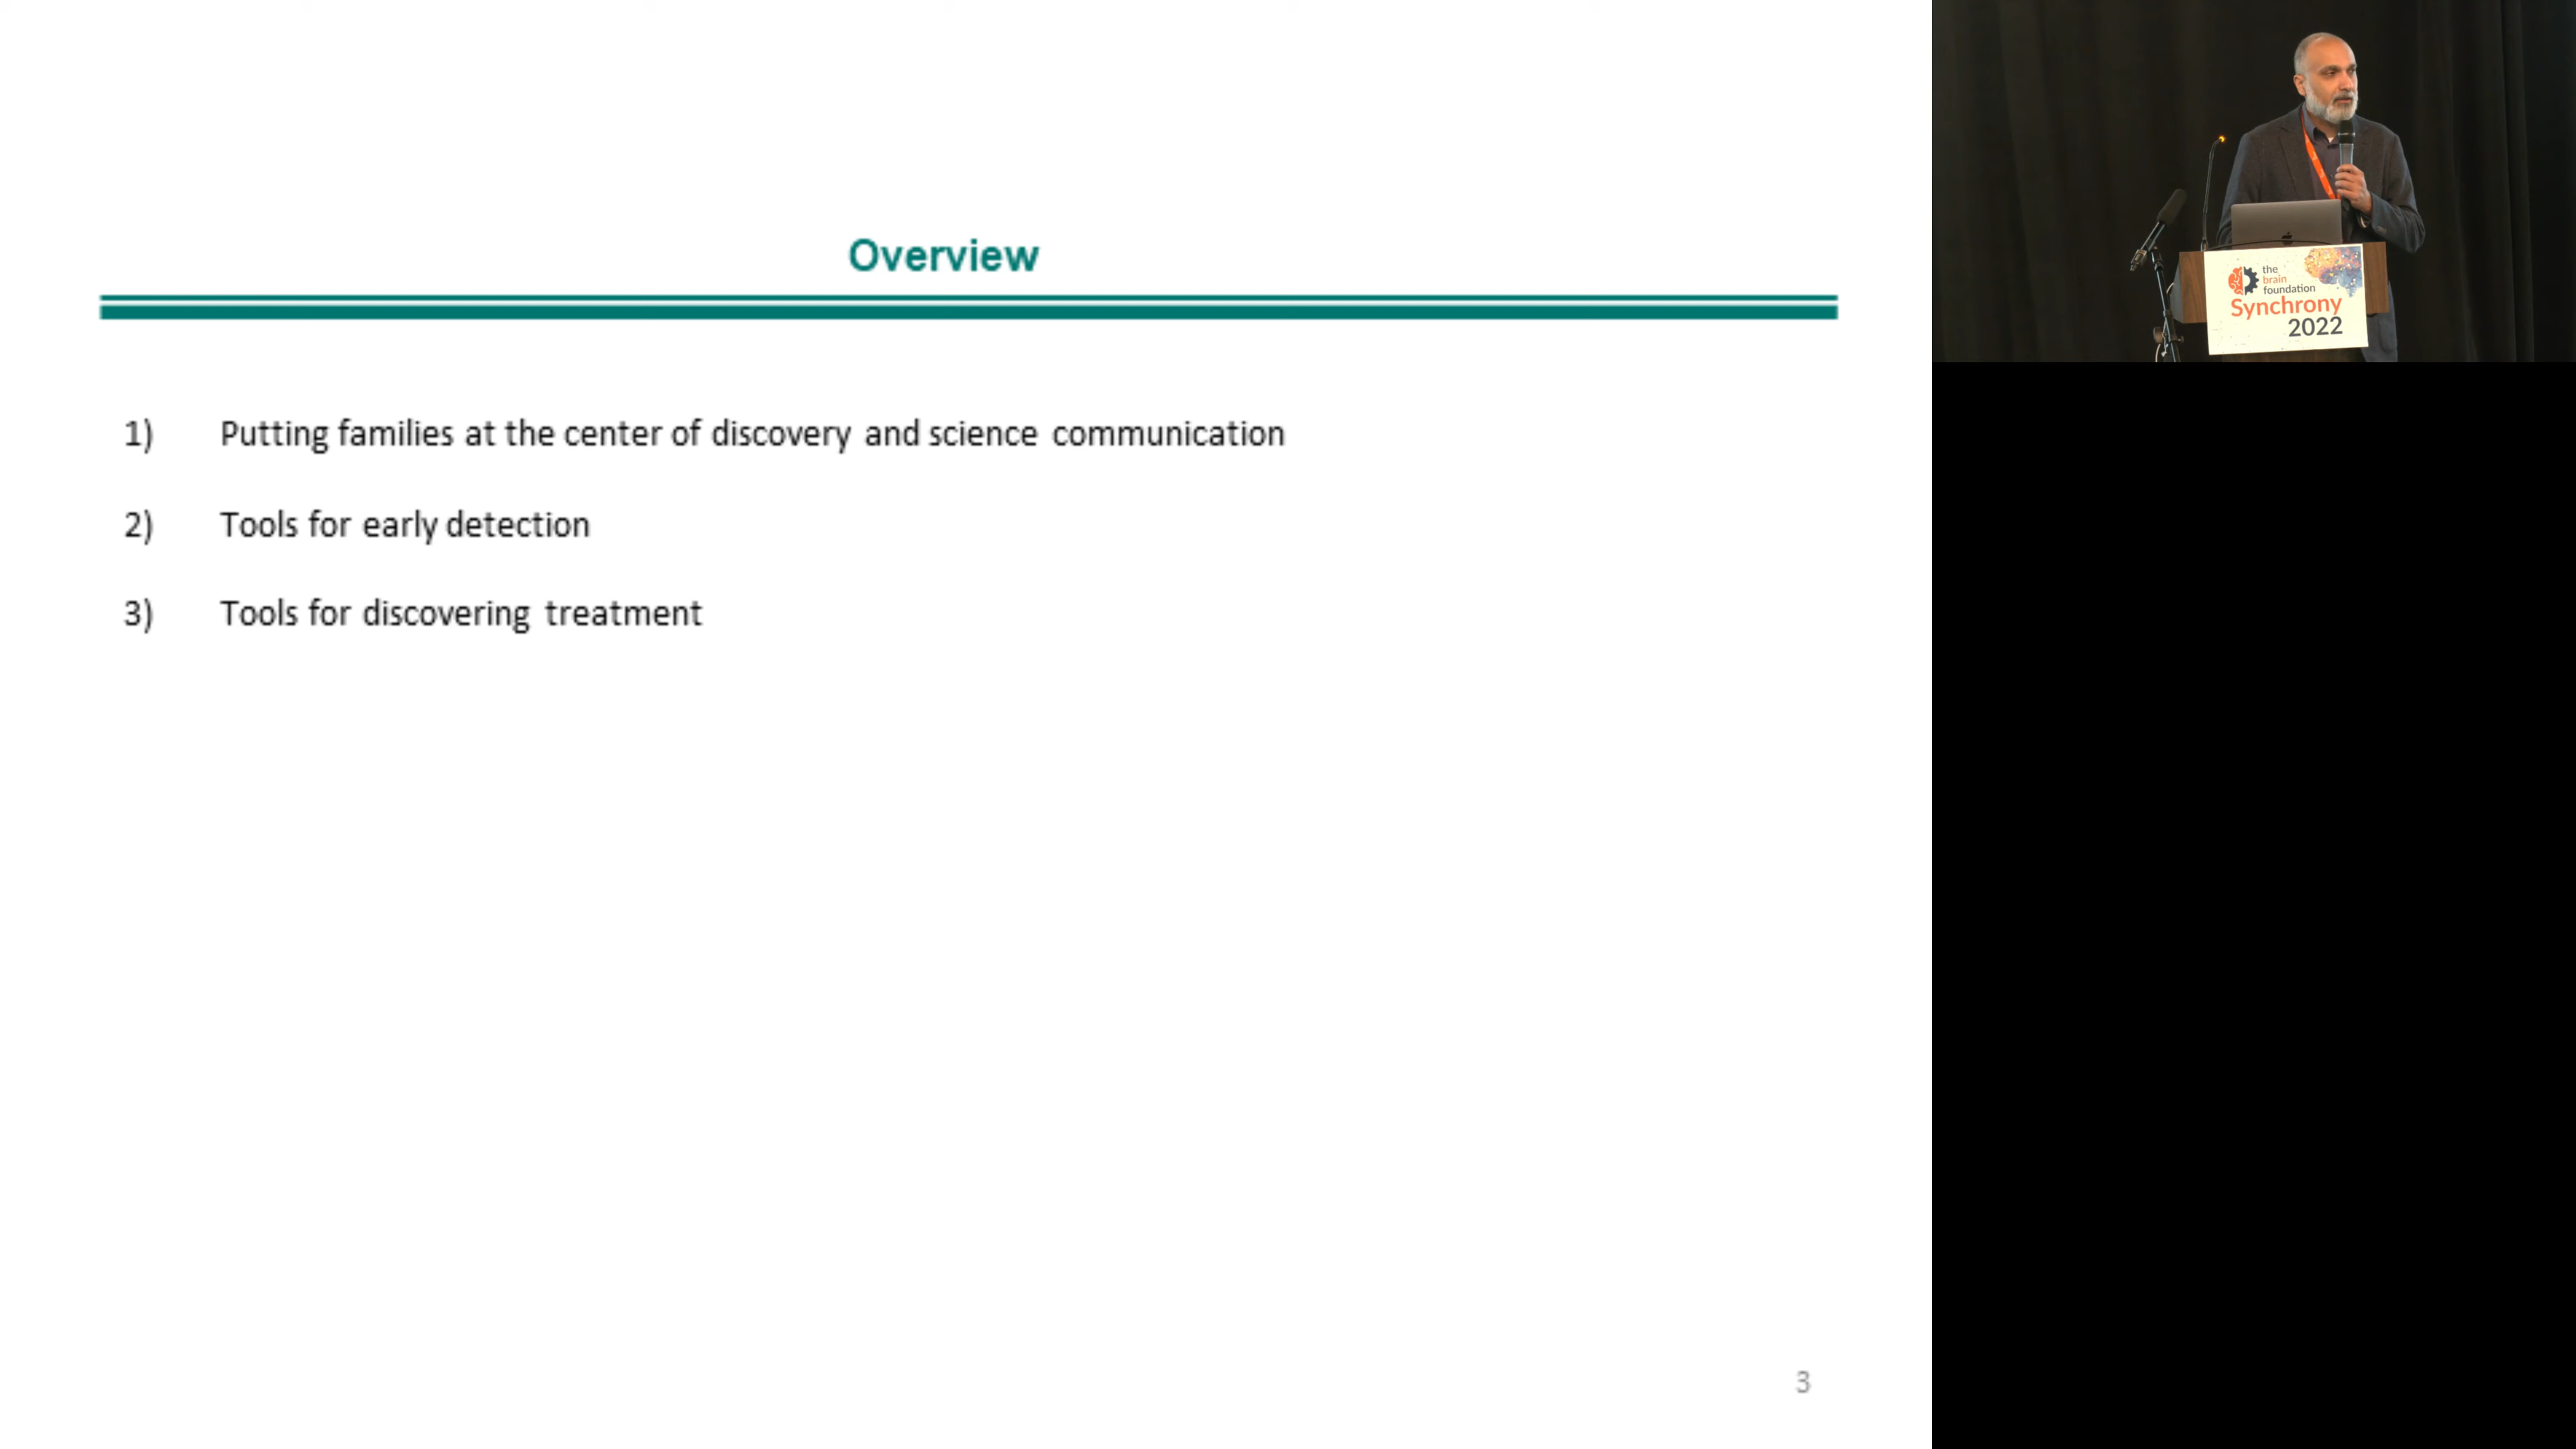 Overview
1) Putting families at the center of discovery and science communication
2) Tools for early detection
3) Tools for discovering treatment
3
the
brain
foundation
Synchrony
2022